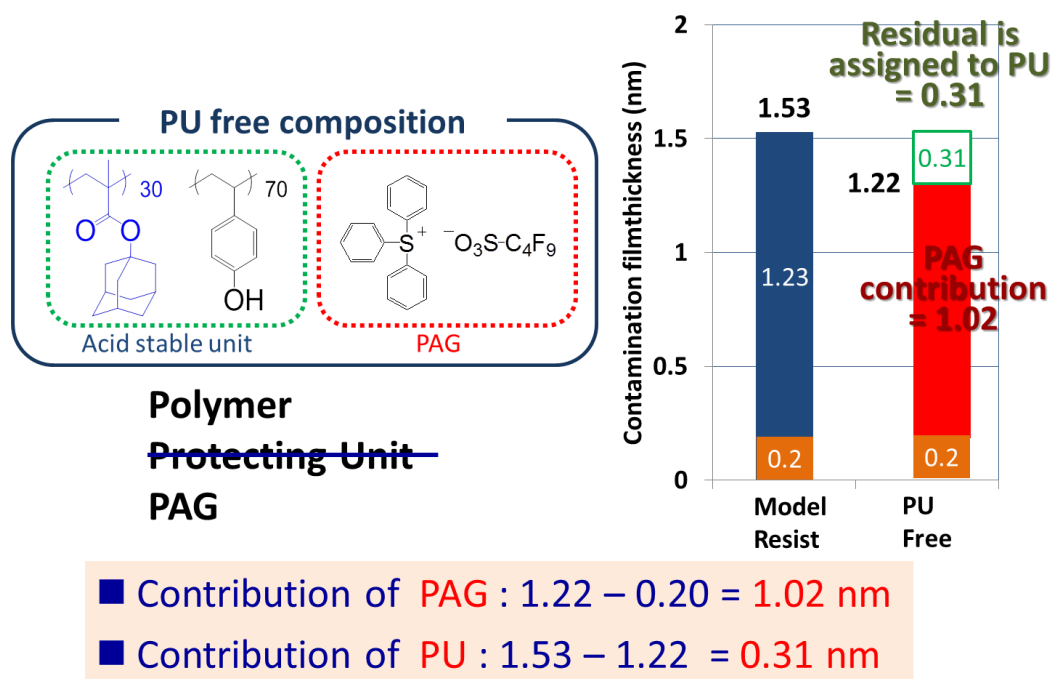 PU free composition
30
70
O
O
OH
Acid stable unit
S+
⁻O₃S-C₄F₉
PAG
Polymer
Protecting Unit
PAG
Contamination filmthickness (nm)
2
1.5
1
0.5
0
1.53
1.23
0.2
Model
Resist
Residual is
assigned to PU
= 0.31
0.31
1.22
PAG
contribution
= 1.02
0.2
PU
Free
■ Contribution of PAG : 1.22 – 0.20 = 1.02 nm
■ Contribution of PU : 1.53 – 1.22 = 0.31 nm